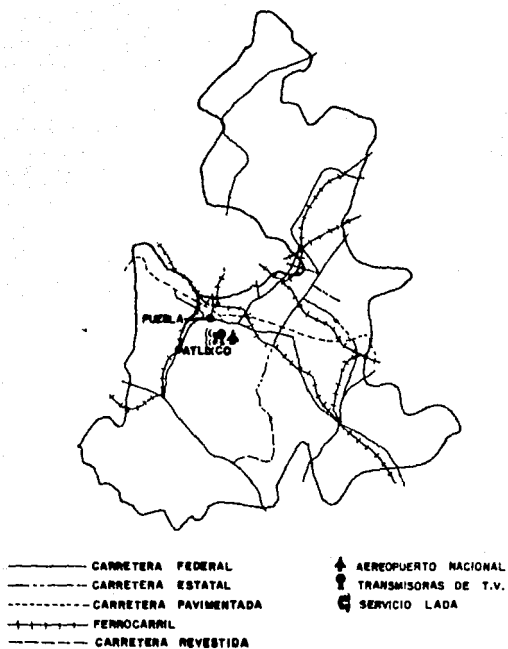 PUEBLA
ATLIXCO
CARRETERA FEDERAL
CARRETERA ESTATAL
CARRETERA PAVIMENTADA
FERROCARRIL
CARRETERA REVESTIDA
AEREOPUERTO NACIONAL
TRANSMISORAS DE T.V.
SERVICIO LADA